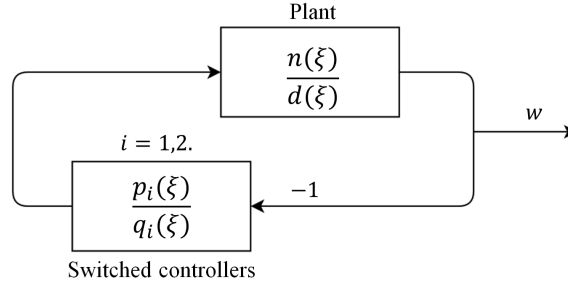 Plant
n(ξ)
d(ξ)
w
i = 1,2.
−1
p_i(ξ)
q_i(ξ)
Switched controllers